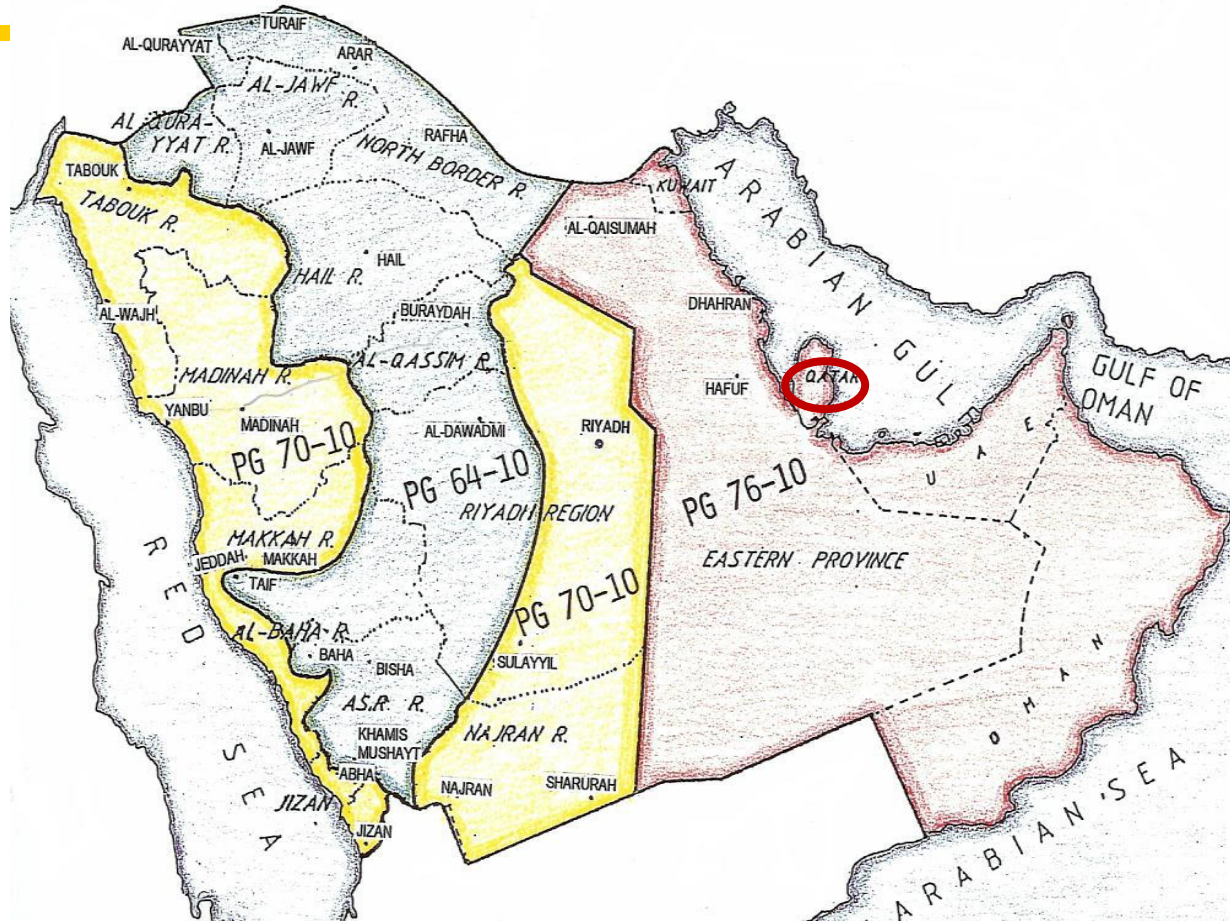 TURAIF
AL-QURAYYAT
ARAR
AL-JAWF
R.
AL-QURA-
YYAT R.
AL-JAWF
RAFHA
NORTH BORDER R.
TABOUK
TABOUK R.
KUWAIT
AL-QAISUMAH
ARABIAN GUL
HAIL
HAIL R.
DHAHRAN
AL-WAJH
BURAYDAH
AL-QASSIM R.
MADINAH R.
QATAR
HAFUF
GULF OF
OMAN
YANBU
MADINAH
AL-DAWADMI
RIYADH
PG 70-10
PG 64-10
PG 76-10
UAE
RIYADH REGION
MAKKAH R.
JEDDAH
MAKKAH
TAIF
EASTERN PROVINCE
RED SEA
PG 70-10
AL-BAHA R.
BAHA
BISHA
SULAYYIL
OMAN
AS.R R.
KHAMIS
MUSHAYT
NAJRAN R.
ABHA
NAJRAN
SHARURAH
JIZAN
JIZAN
ARABIAN SEA